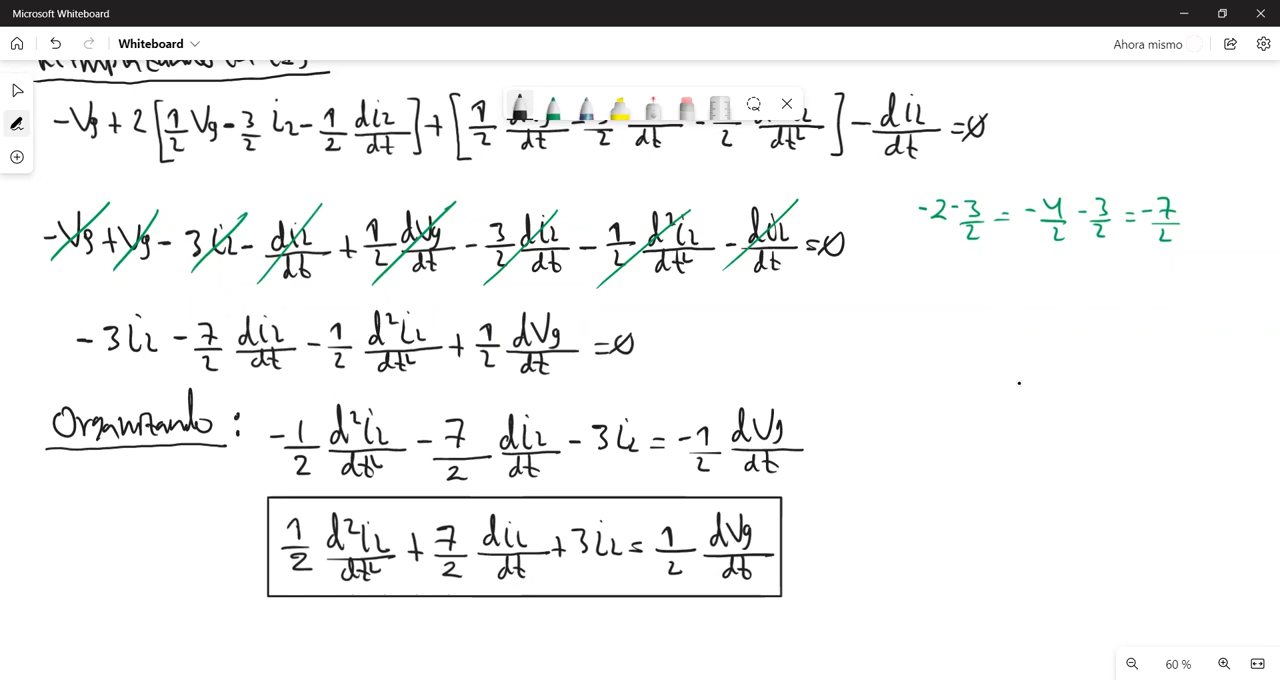 Microsoft Whiteboard
Whiteboard
Ahora mismo
-Vg + 2 [1/2 Vg - 3/2 i2 - 1/2 di2/dt] + [1/2 /dt - /2 /dt - /2 /dt²] - di2/dt = 0
-Vg + Vg - 3i2 - di2/dt + 1/2 dVg/dt - 3/2 di2/dt - 1/2 d²i2/dt² - di2/dt = 0
-2 - 3/2 = -4/2 - 3/2 = -7/2
-3i2 - 7/2 di2/dt - 1/2 d²i2/dt² + 1/2 dVg/dt = 0
Organizando: -1/2 d²i2/dt² - 7/2 di2/dt - 3i2 = -1/2 dVg/dt
1/2 d²i2/dt² + 7/2 di2/dt + 3i2 = 1/2 dVg/dt
60 %